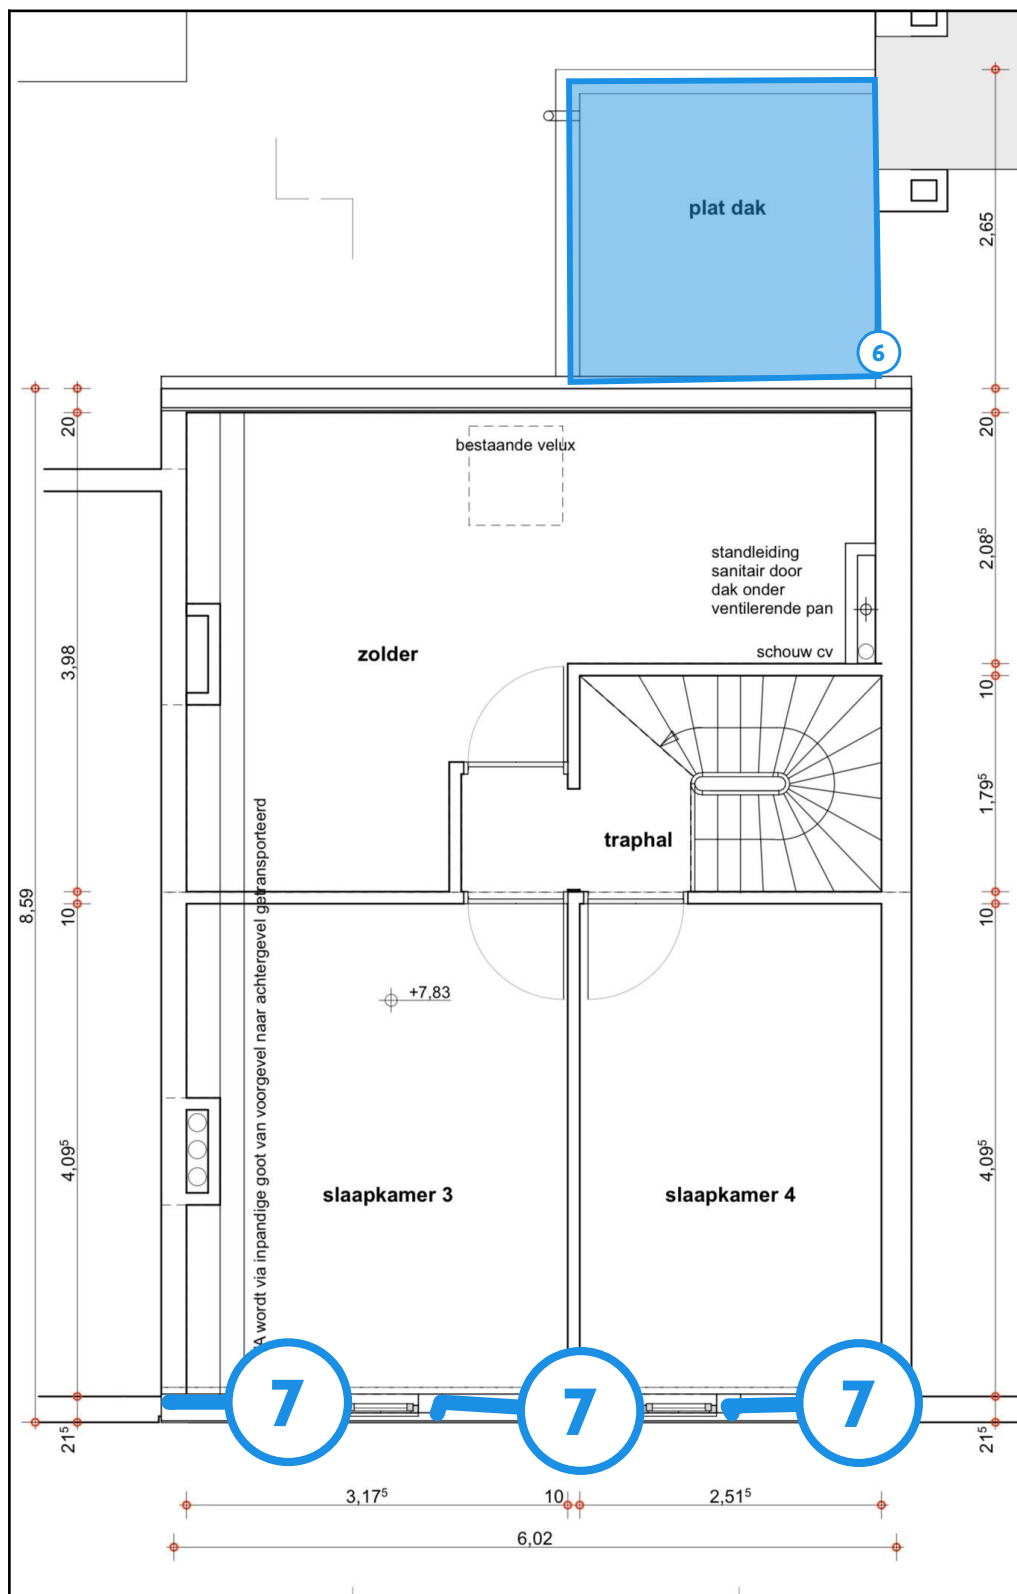 plat dak
2,65
6
20
20
bestaande velux
2,08⁵
standleiding
sanitair door
dak onder
ventilerende pan
schouw cv
zolder
3,98
10
1,79⁵
traphal
8,59
10
10
+7,83
A wordt via inpandige goot van voorgevel naar achtergevel getransporteerd
4,09⁵
4,09⁵
slaapkamer 3
slaapkamer 4
7
7
7
21⁵
21⁵
3,17⁵
10
2,51⁵
6,02